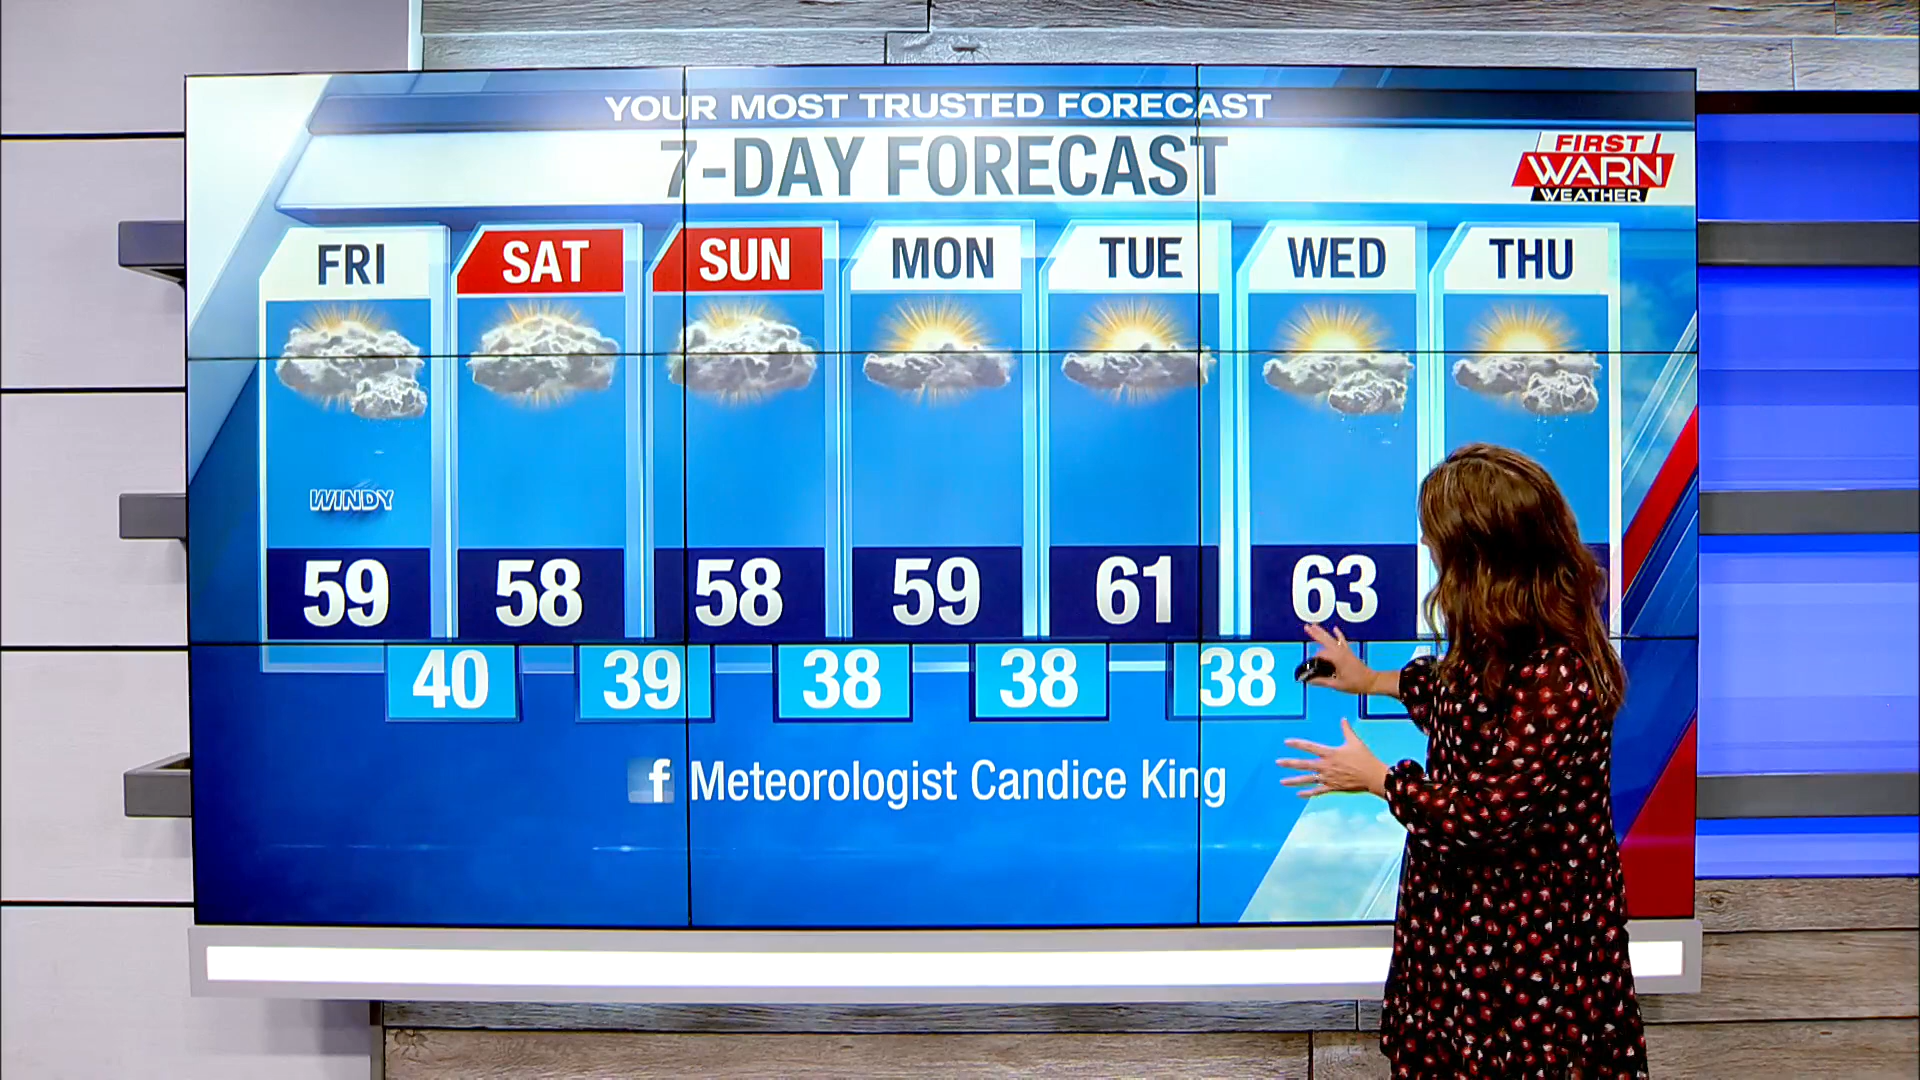 YOUR MOST TRUSTED FORECAST
7-DAY FORECAST
FIRST
WARN
WEATHER
FRI SAT SUN MON TUE WED THU
WINDY
59 58 58 59 61 63
40 39 38 38 38
f Meteorologist Candice King